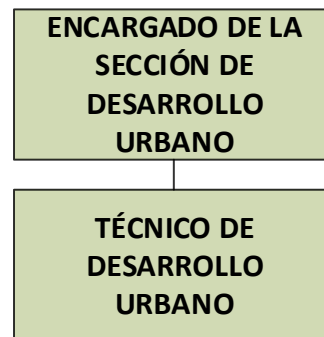 ENCARGADO DE LA
SECCIÓN DE
DESARROLLO
URBANO
TÉCNICO DE
DESARROLLO
URBANO